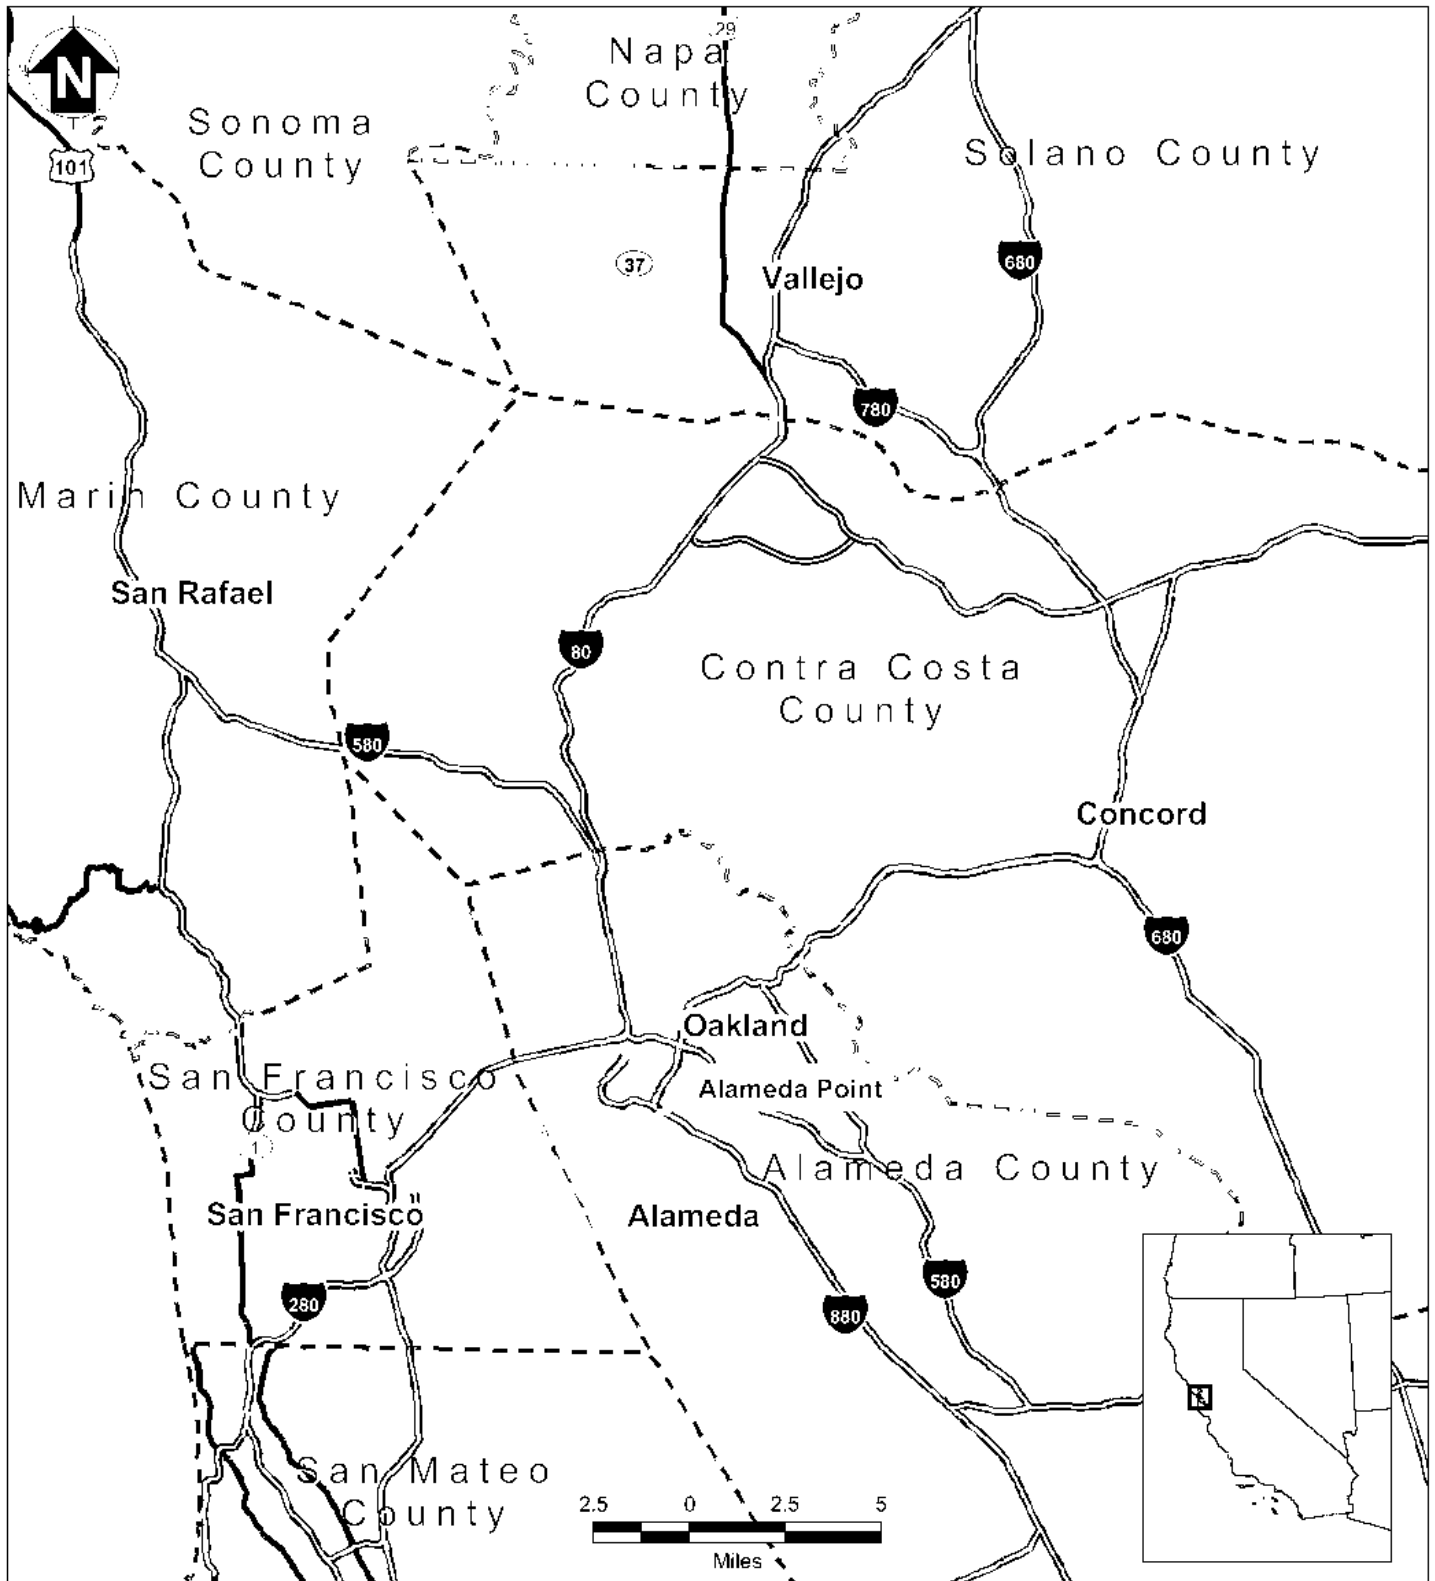 29
Napa
County
N
Sonoma
County
Solano County
101
37
680
Vallejo
780
Marin County
San Rafael
80
Contra Costa
County
580
Concord
680
Oakland
San Francisco
County
Alameda Point
1
Alameda County
San Francisco
Alameda
580
280
880
San Mateo
County
2.5 0 2.5 5
Miles